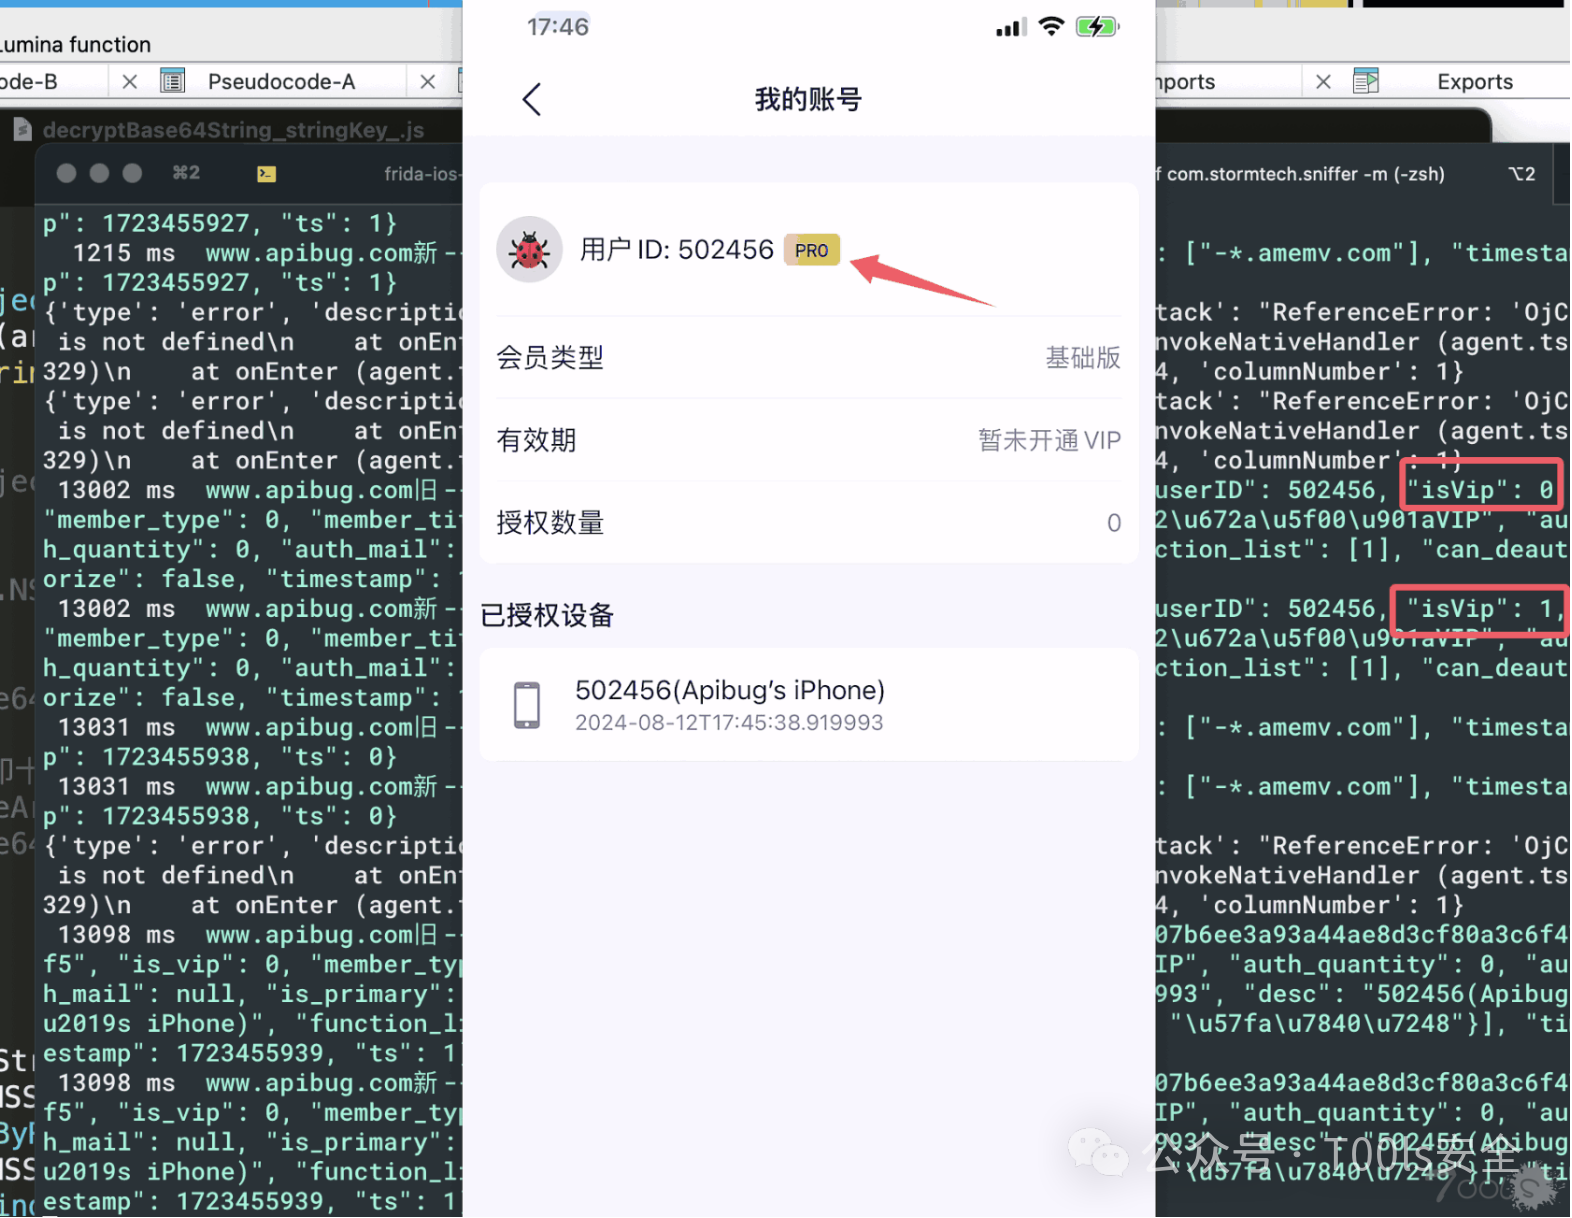 Lumina function
ode-B
Pseudocode-A
nports
Exports
decryptBase64String_stringKey_.js
⌘2
frida-ios-
f com.stormtech.sniffer -m (-zsh)
⌥2
p": 1723455927, "ts": 1}
1215 ms www.apibug.com新--
: ["-*.amemv.com"], "timesta
p": 1723455927, "ts": 1}
{'type': 'error', 'descriptio
tack': "ReferenceError: 'OjC
is not defined\n at onEnt
nvokeNativeHandler (agent.ts
329)\n at onEnter (agent.
4, 'columnNumber': 1}
{'type': 'error', 'descriptio
tack': "ReferenceError: 'OjC
is not defined\n at onEnt
nvokeNativeHandler (agent.ts
329)\n at onEnter (agent.
4, 'columnNumber': 1}
13002 ms www.apibug.com旧--
userID": 502456, "isVip": 0
"member_type": 0, "member_tit
2\u672a\u5f00\u901aVIP", "au
h_quantity": 0, "auth_mail":
ction_list": [1], "can_deaut
orize": false, "timestamp":
13002 ms www.apibug.com新--
userID": 502456, "isVip": 1,
"member_type": 0, "member_tit
2\u672a\u5f00\u901aVIP", "au
h_quantity": 0, "auth_mail":
ction_list": [1], "can_deaut
orize": false, "timestamp":
13031 ms www.apibug.com旧--
: ["-*.amemv.com"], "timesta
p": 1723455938, "ts": 0}
13031 ms www.apibug.com新--
: ["-*.amemv.com"], "timesta
p": 1723455938, "ts": 0}
{'type': 'error', 'descriptio
tack': "ReferenceError: 'OjC
is not defined\n at onEnt
nvokeNativeHandler (agent.ts
329)\n at onEnter (agent.
4, 'columnNumber': 1}
13098 ms www.apibug.com旧--
07b6ee3a93a44ae8d3cf80a3c6f4
f5", "is_vip": 0, "member_typ
IP", "auth_quantity": 0, "au
h_mail": null, "is_primary":
993", "desc": "502456(Apibug
u2019s iPhone)", "function_li
"\u57fa\u7840\u7248"}], "ti
estamp": 1723455939, "ts": 1
13098 ms www.apibug.com新--
07b6ee3a93a44ae8d3cf80a3c6f4
f5", "is_vip": 0, "member_typ
IP", "auth_quantity": 0, "au
h_mail": null, "is_primary":
993", "desc": "502456(Apibug
u2019s iPhone)", "function_li
"\u57fa\u7840\u7248"}], "ti
estamp": 1723455939, "ts": 1
17:46
我的账号
用户 ID: 502456 PRO
会员类型
基础版
有效期
暂未开通 VIP
授权数量
0
已授权设备
502456(Apibug's iPhone)
2024-08-12T17:45:38.919993
公众号 · T00ls安全